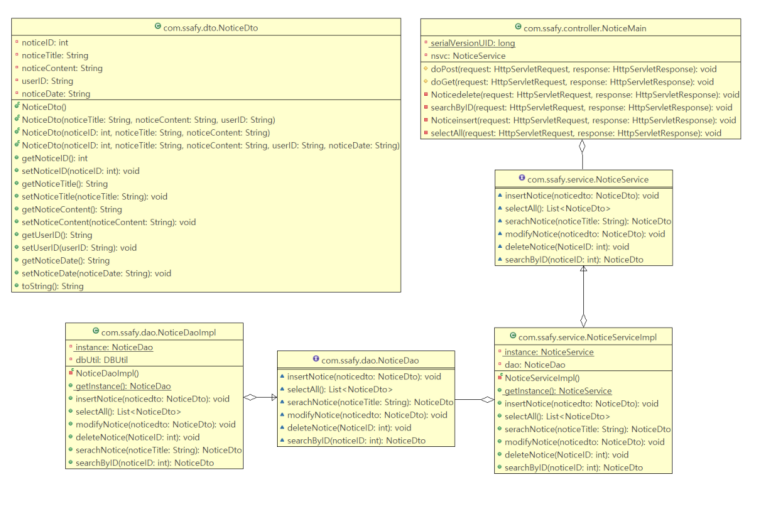 com.ssafy.dto.NoticeDto
noticeID: int
noticeTitle: String
noticeContent: String
userID: String
noticeDate: String
NoticeDto()
NoticeDto(noticeTitle: String, noticeContent: String, userID: String)
NoticeDto(noticeID: int, noticeTitle: String, noticeContent: String)
NoticeDto(noticeID: int, noticeTitle: String, noticeContent: String, userID: String, noticeDate: String)
getNoticeID(): int
setNoticeID(noticeID: int): void
getNoticeTitle(): String
setNoticeTitle(noticeTitle: String): void
getNoticeContent(): String
setNoticeContent(noticeContent: String): void
getUserID(): String
setUserID(userID: String): void
getNoticeDate(): String
setNoticeDate(noticeDate: String): void
toString(): String
com.ssafy.controller.NoticeMain
serialVersionUID: long
nsvc: NoticeService
doPost(request: HttpServletRequest, response: HttpServletResponse): void
doGet(request: HttpServletRequest, response: HttpServletResponse): void
Noticedelete(request: HttpServletRequest, response: HttpServletResponse): void
searchByID(request: HttpServletRequest, response: HttpServletResponse): void
Noticeinsert(request: HttpServletRequest, response: HttpServletResponse): void
selectAll(request: HttpServletRequest, response: HttpServletResponse): void
com.ssafy.service.NoticeService
insertNotice(noticedto: NoticeDto): void
selectAll(): List<NoticeDto>
serachNotice(noticeTitle: String): NoticeDto
modifyNotice(noticedto: NoticeDto): void
deleteNotice(NoticeID: int): void
searchByID(noticeID: int): NoticeDto
com.ssafy.dao.NoticeDaoImpl
instance: NoticeDao
dbUtil: DBUtil
NoticeDaoImpl()
getInstance(): NoticeDao
insertNotice(noticedto: NoticeDto): void
selectAll(): List<NoticeDto>
modifyNotice(noticedto: NoticeDto): void
deleteNotice(NoticeID: int): void
serachNotice(noticeTitle: String): NoticeDto
searchByID(noticeID: int): NoticeDto
com.ssafy.dao.NoticeDao
insertNotice(noticedto: NoticeDto): void
selectAll(): List<NoticeDto>
serachNotice(noticeTitle: String): NoticeDto
modifyNotice(noticedto: NoticeDto): void
deleteNotice(NoticeID: int): void
searchByID(noticeID: int): NoticeDto
com.ssafy.service.NoticeServiceImpl
instance: NoticeService
dao: NoticeDao
NoticeServiceImpl()
getInstance(): NoticeService
insertNotice(noticedto: NoticeDto): void
selectAll(): List<NoticeDto>
serachNotice(noticeTitle: String): NoticeDto
modifyNotice(noticedto: NoticeDto): void
deleteNotice(NoticeID: int): void
searchByID(noticeID: int): NoticeDto